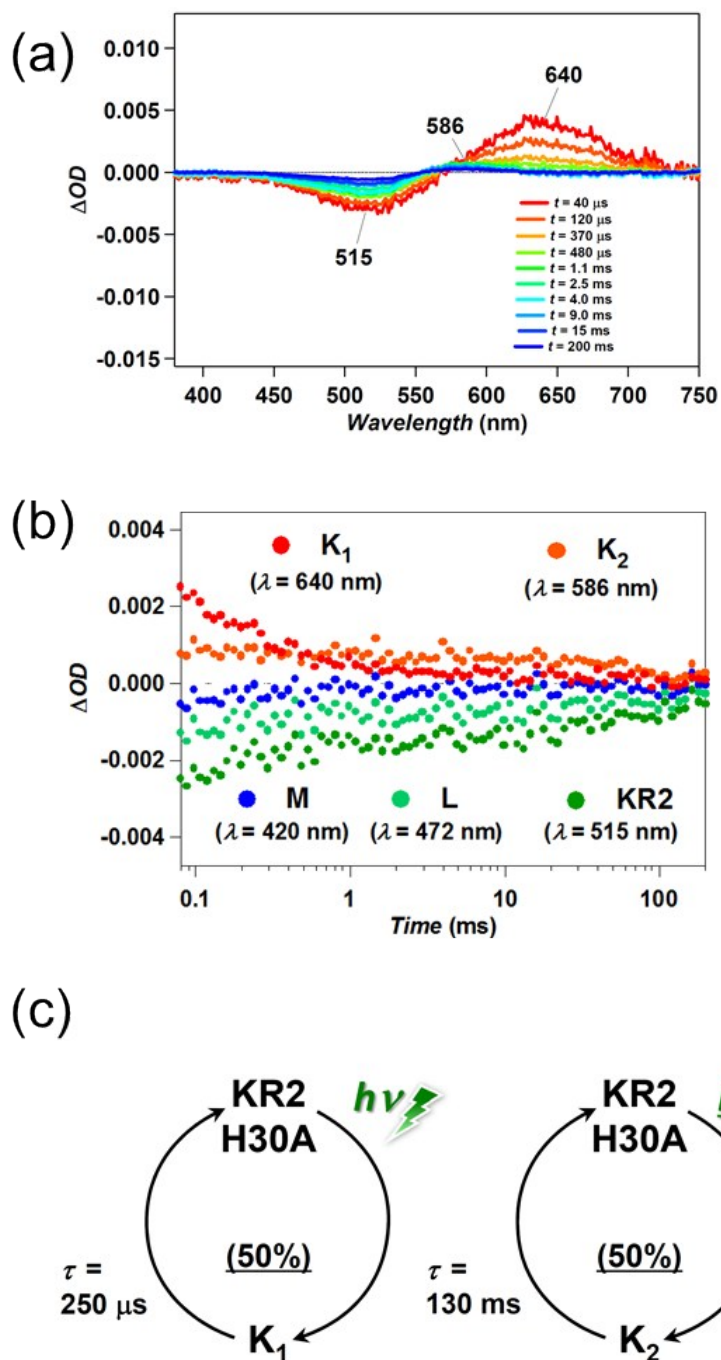 (a)
0.010
0.005
0.000
-0.005
-0.010
-0.015
ΔOD
640
586
515
t = 40 μs
t = 120 μs
t = 370 μs
t = 480 μs
t = 1.1 ms
t = 2.5 ms
t = 4.0 ms
t = 9.0 ms
t = 15 ms
t = 200 ms
400 450 500 550 600 650 700 750
Wavelength (nm)
(b)
0.004
0.002
0.000
-0.002
-0.004
ΔOD
K₁ K₂
(λ = 640 nm) (λ = 586 nm)
M L KR2
(λ = 420 nm) (λ = 472 nm) (λ = 515 nm)
0.1 1 10 100
Time (ms)
(c)
KR2
H30A
hν
(50%)
τ =
250 μs
K₁
KR2
H30A
(50%)
τ =
130 ms
K₂